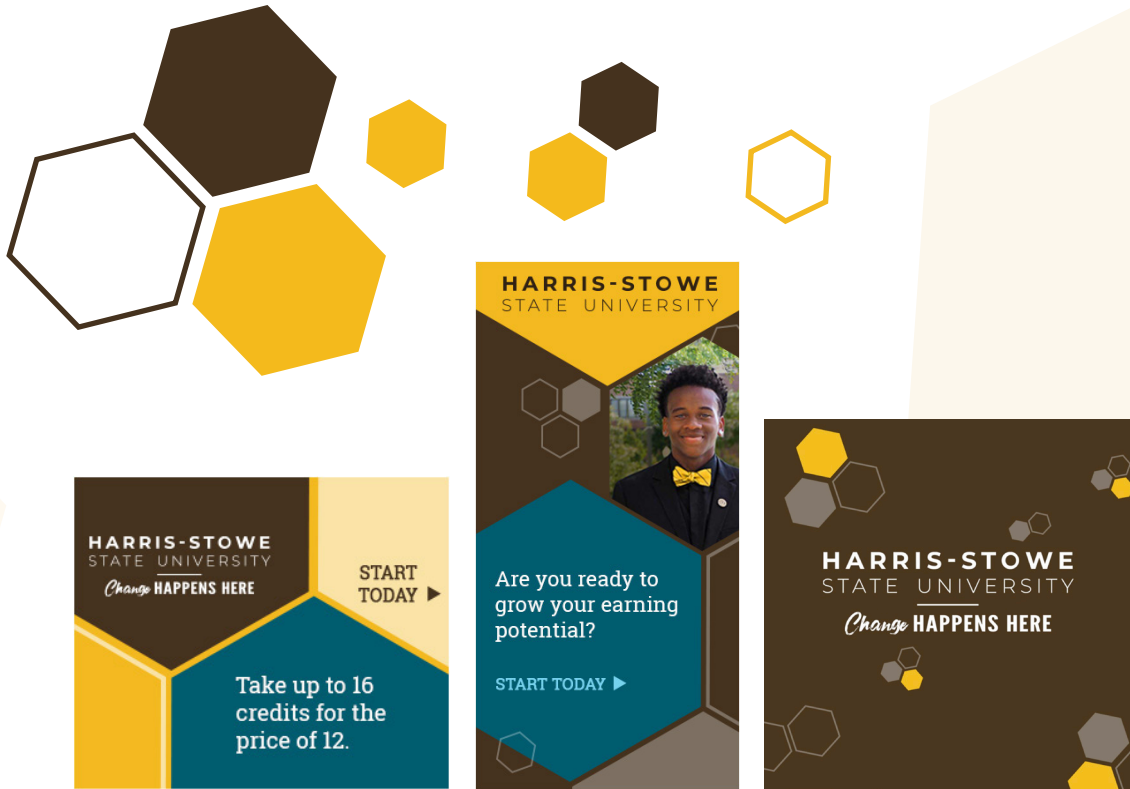 HARRIS-STOWE
STATE UNIVERSITY
Change HAPPENS HERE
START
TODAY
Take up to 16
credits for the
price of 12.
HARRIS-STOWE
STATE UNIVERSITY
Are you ready to
grow your earning
potential?
START TODAY
HARRIS-STOWE
STATE UNIVERSITY
Change HAPPENS HERE